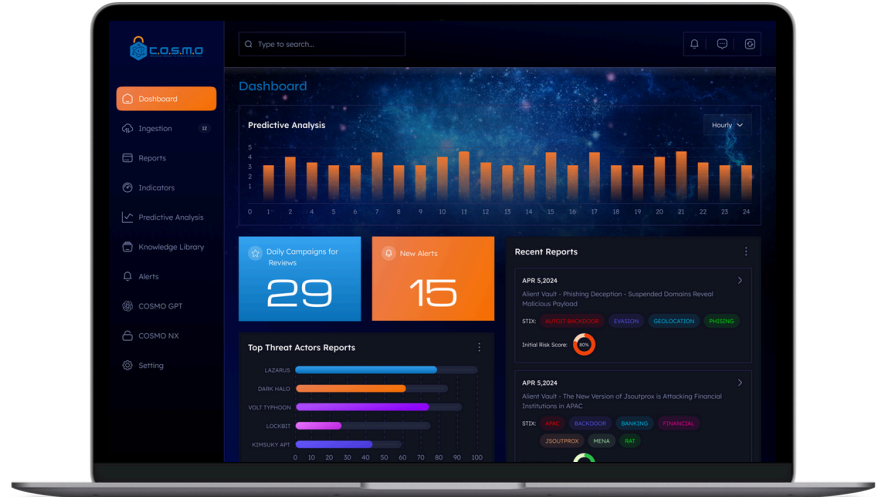 C.O.S.M.O
Type to search...
Dashboard
Ingestion 12
Reports
Indicators
Predictive Analysis
Knowledge Library
Alerts
COSMO GPT
COSMO NX
Setting
Dashboard
Predictive Analysis
Hourly
5
4
3
2
1
0 1 2 4 5 6 7 8 9 10 11 12 13 14 15 16 17 18 19 20 21 22 23 24
Daily Campaigns for
Reviews
29
New Alerts
15
Top Threat Actors Reports
LAZARUS
DARK HALO
VOLT TYPHOON
LOCKBIT
KIMSUKY APT
0 10 20 30 40 50 60 70 80 90 100
Recent Reports
APR 5,2024
Alient Vault - Phishing Deception - Suspended Domains Reveal
Malicious Payload
STIX: AUTOIT BACKDOOR EVASION GEOLOCATION PHISING
Initial Risk Score: 80%
APR 5,2024
Alient Vault - The New Version of Jsoutprox is Attacking Financial
Institutions in APAC
STIX: APAC BACKDOOR BANKING FINANCIAL
JSOUTPROX MENA RAT